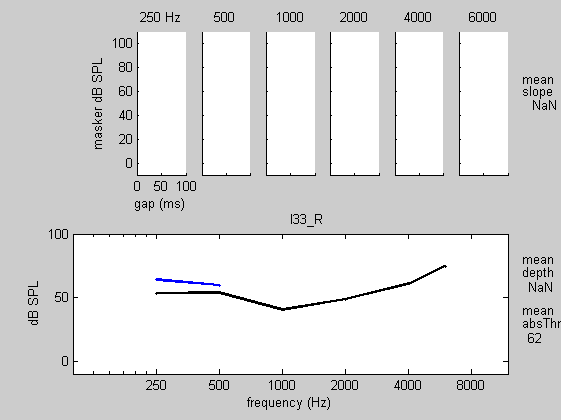 250 Hz 500 1000 2000 4000 6000
100
80
60
40
20
0
masker dB SPL
0 50 100
gap (ms)
mean
slope
NaN
I33_R
100
50
0
dB SPL
250 500 1000 2000 4000 8000
frequency (Hz)
mean
depth
NaN
mean
absThr
62